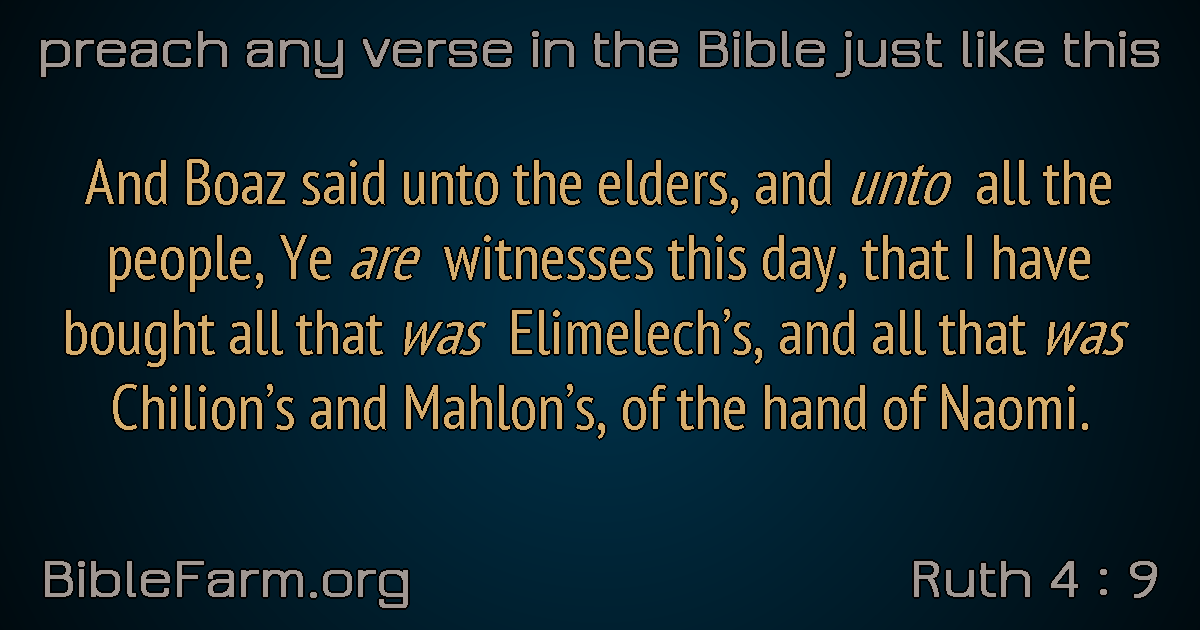 preach any verse in the Bible just like this
And Boaz said unto the elders, and unto all the
people, Ye are witnesses this day, that I have
bought all that was Elimelech’s, and all that was
Chilion’s and Mahlon’s, of the hand of Naomi.
BibleFarm.org
Ruth 4 : 9